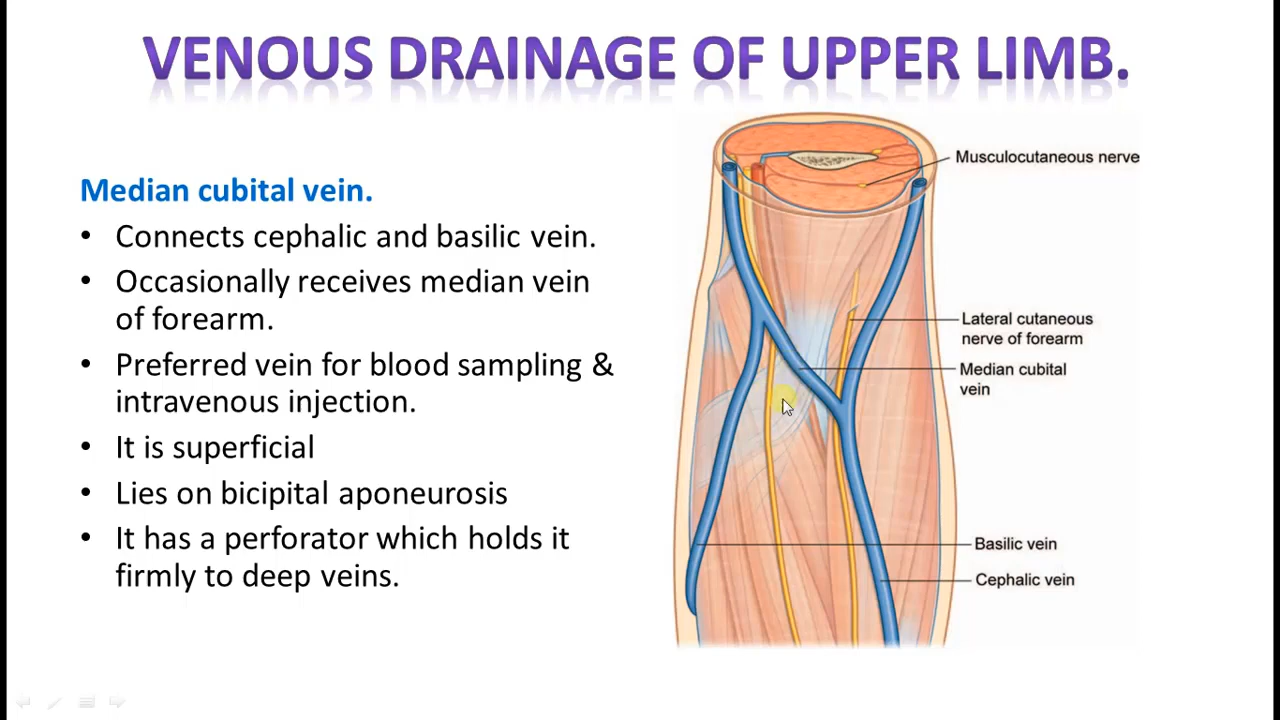 VENOUS DRAINAGE OF UPPER LIMB.
Median cubital vein.
• Connects cephalic and basilic vein.
• Occasionally receives median vein
of forearm.
• Preferred vein for blood sampling &
intravenous injection.
• It is superficial
• Lies on bicipital aponeurosis
• It has a perforator which holds it
firmly to deep veins.
Musculocutaneous nerve
Lateral cutaneous
nerve of forearm
Median cubital
vein
Basilic vein
Cephalic vein